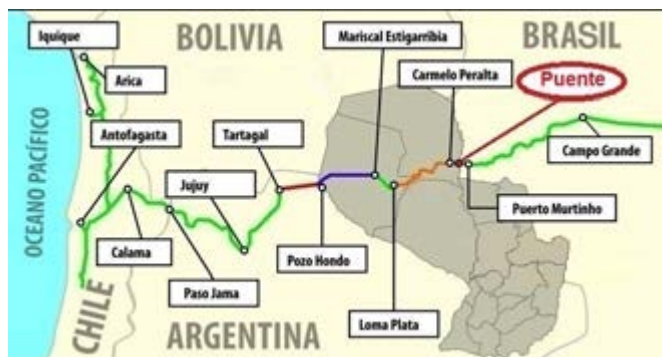 Iquique
BOLIVIA
Mariscal Estigarribia
BRASIL
Arica
Carmelo Peralta
Puente
Antofagasta
Tartagal
Campo Grande
Jujuy
OCEANO PACÍFICO
Puerto Murtinho
Calama
Pozo Hondo
Paso Jama
CHILE
ARGENTINA
Loma Plata